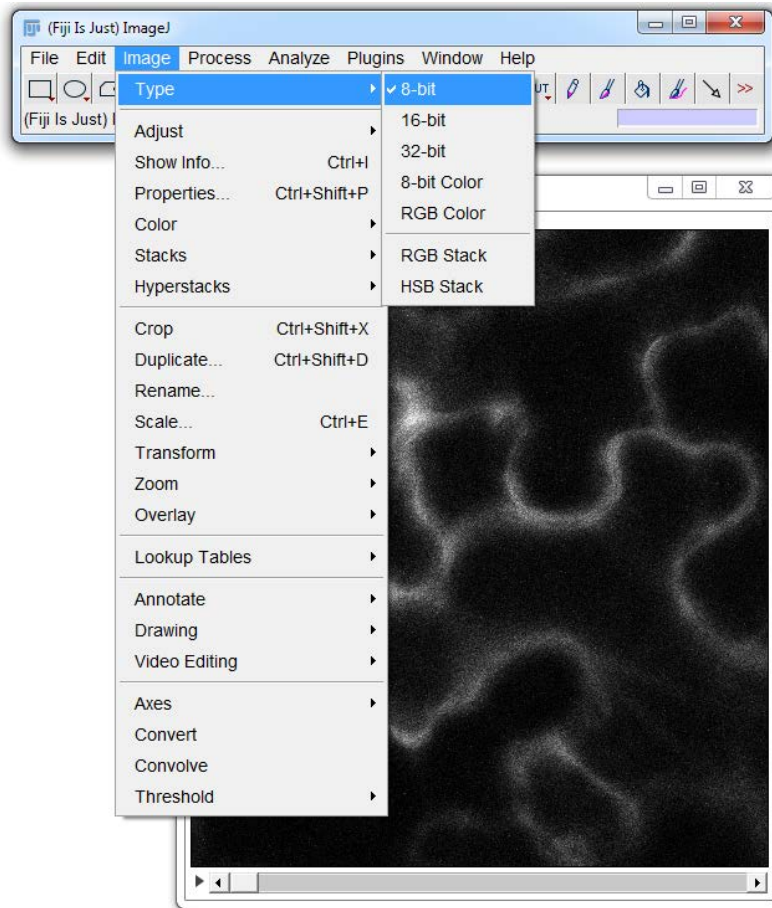 (Fiji Is Just) ImageJ
File Edit Image Process Analyze Plugins Window Help
(Fiji Is Just)
Type
Adjust
Show Info... Ctrl+I
Properties... Ctrl+Shift+P
Color
Stacks
Hyperstacks
Crop Ctrl+Shift+X
Duplicate... Ctrl+Shift+D
Rename...
Scale... Ctrl+E
Transform
Zoom
Overlay
Lookup Tables
Annotate
Drawing
Video Editing
Axes
Convert
Convolve
Threshold
8-bit
16-bit
32-bit
8-bit Color
RGB Color
RGB Stack
HSB Stack
>>